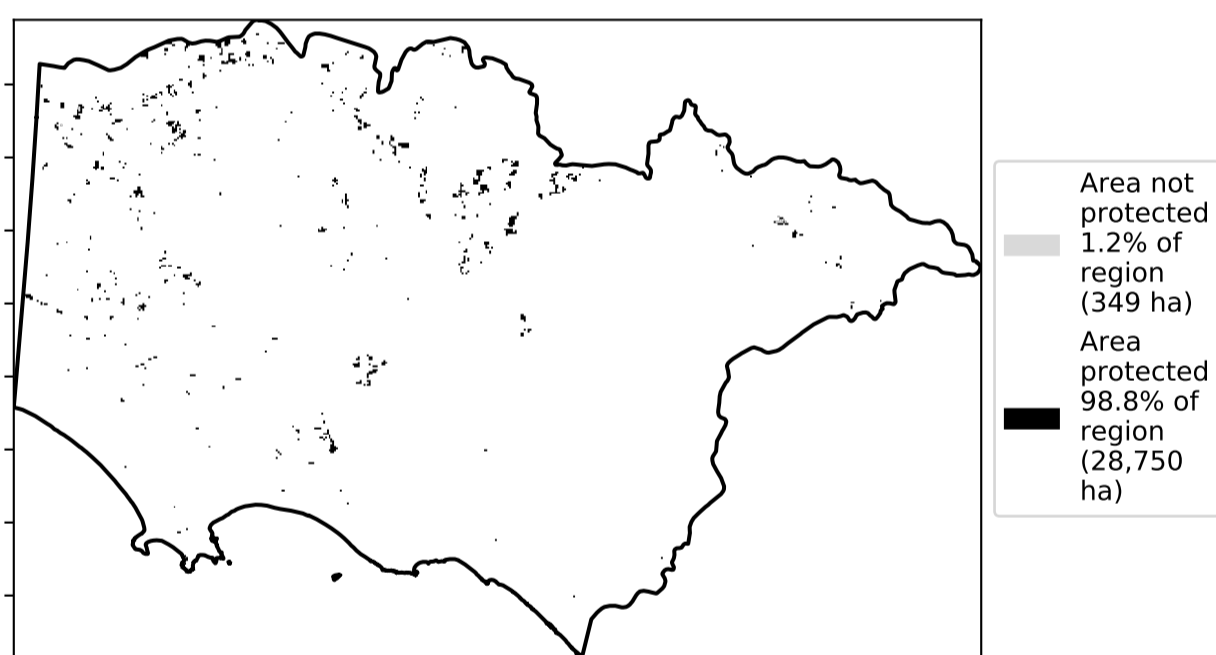 Area not
protected
1.2% of
region
(349 ha)
Area
protected
98.8% of
region
(28,750
ha)